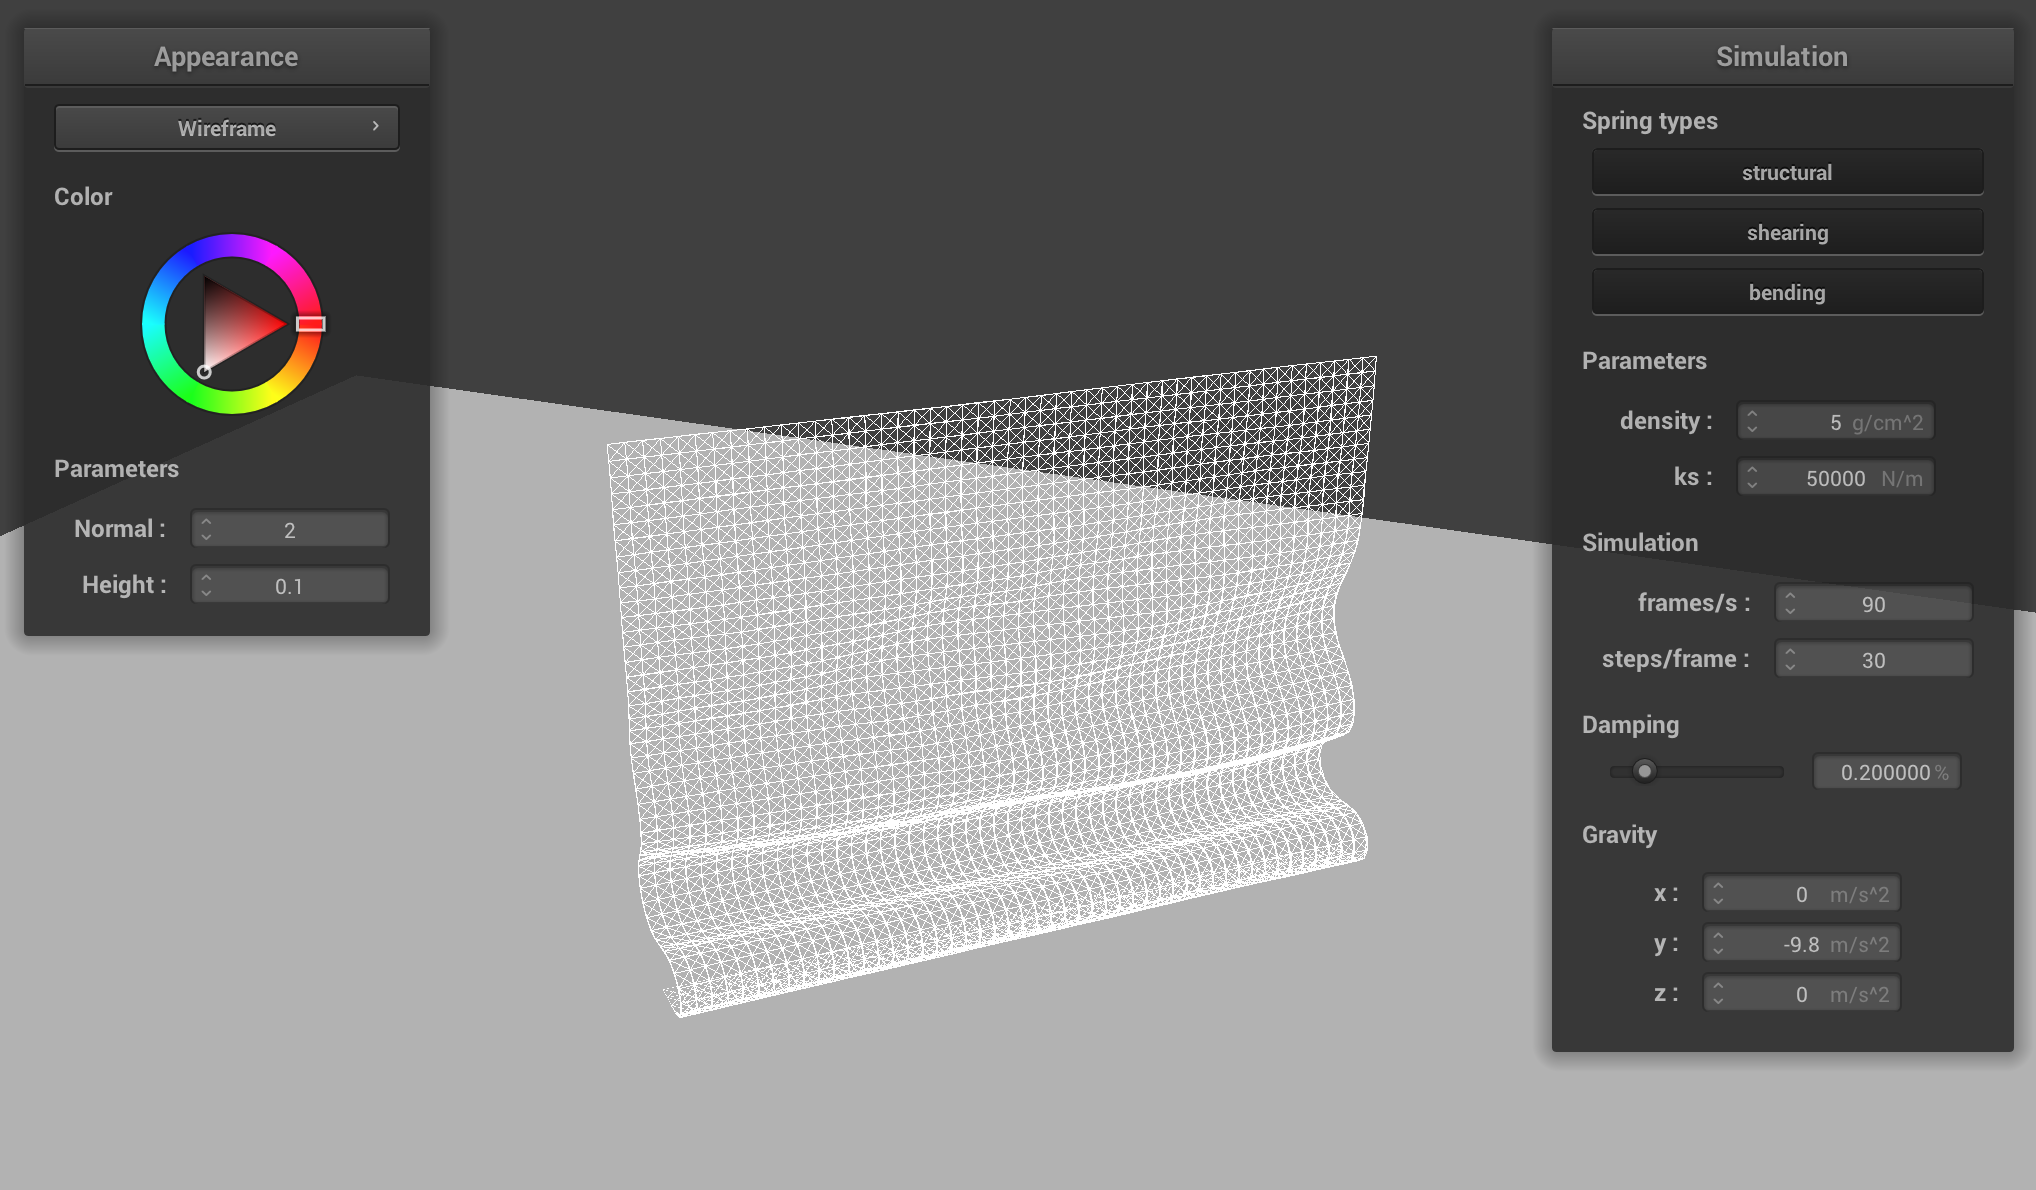 Appearance
Wireframe
Color
Parameters
Normal : 2
Height : 0.1
Simulation
Spring types
structural
shearing
bending
Parameters
density : 5 g/cm^2
ks : 50000 N/m
Simulation
frames/s : 90
steps/frame : 30
Damping
0.200000 %
Gravity
x : 0 m/s^2
y : -9.8 m/s^2
z : 0 m/s^2